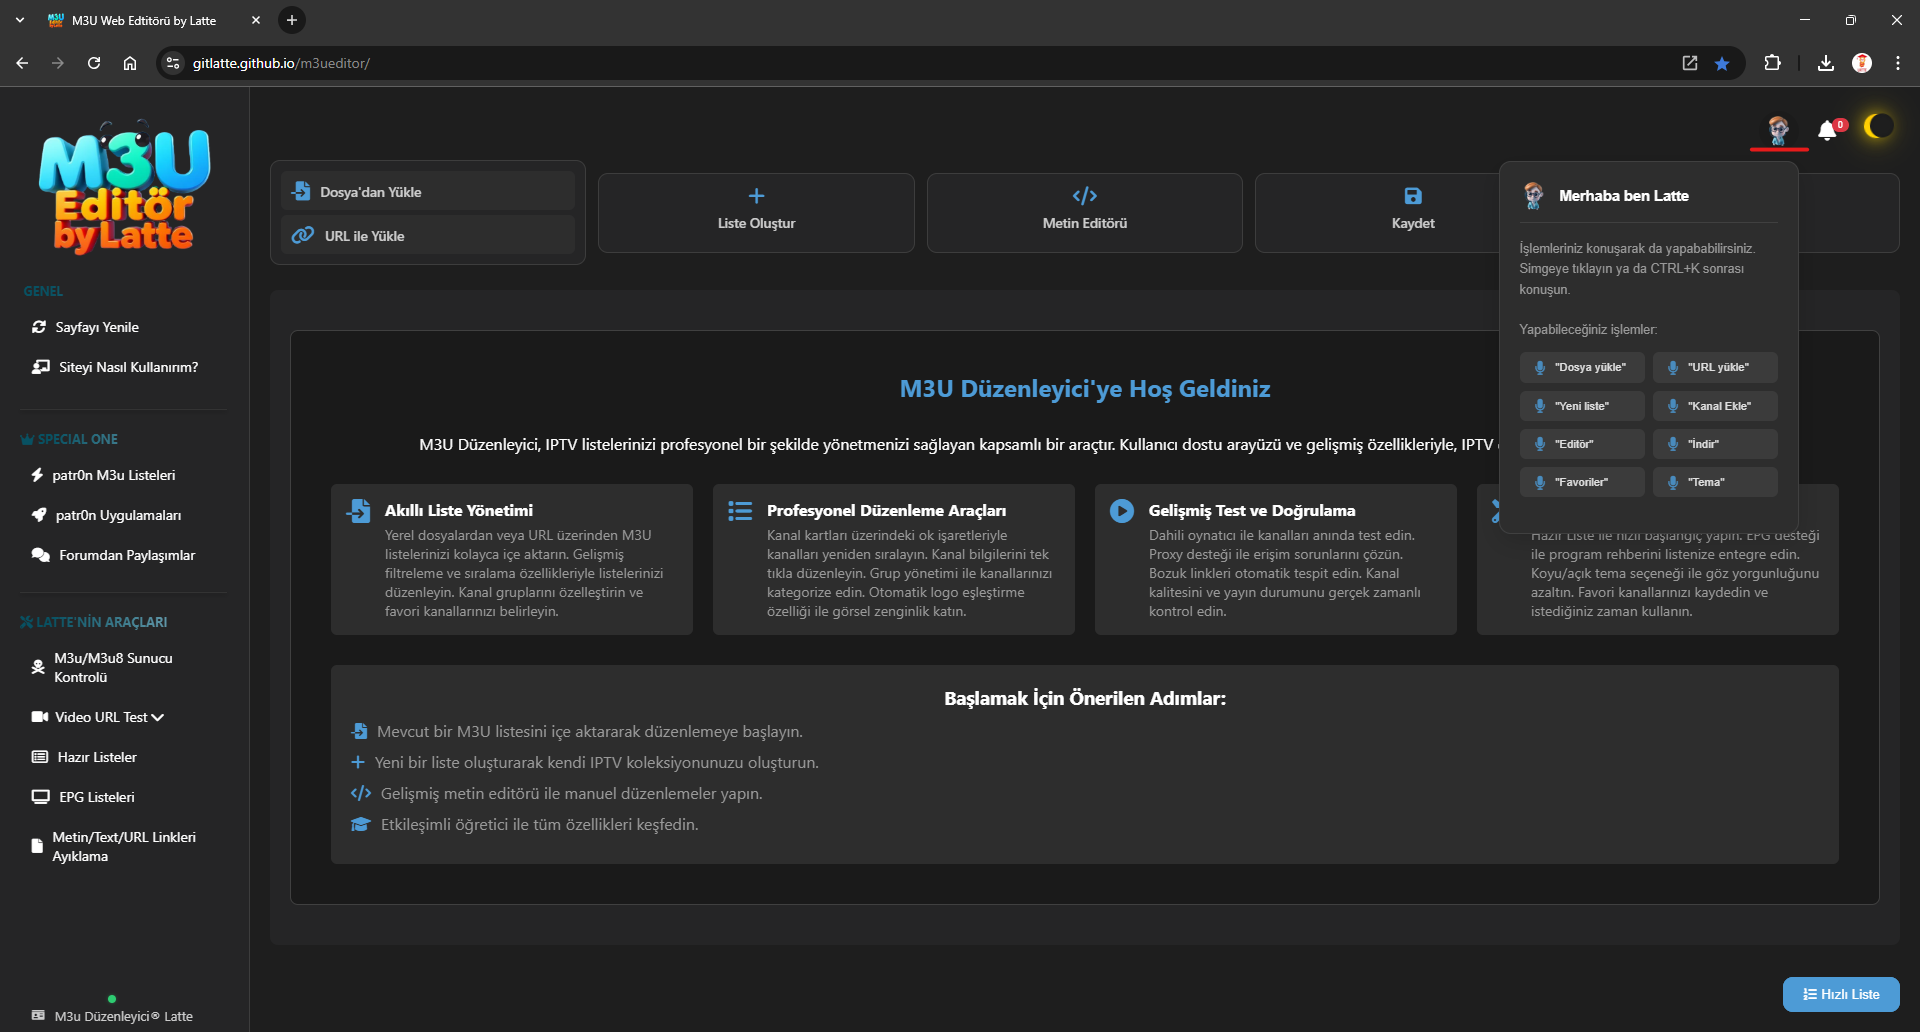 M3U Web Edtitörü by Latte
gitlatte.github.io/m3ueditor/
M3U
Editör
by Latte
GENEL
Sayfayı Yenile
Siteyi Nasıl Kullanırım?
SPECIAL ONE
patr0n M3u Listeleri
patr0n Uygulamaları
Forumdan Paylaşımlar
LATTE'NİN ARAÇLARI
M3u/M3u8 Sunucu
Kontrolü
Video URL Test
Hazır Listeler
EPG Listeleri
Metin/Text/URL Linkleri
Ayıklama
M3u Düzenleyici® Latte
0
Dosya'dan Yükle
URL ile Yükle
Liste Oluştur
Metin Editörü
Kaydet
Merhaba ben Latte
İşlemleriniz konuşarak da yapababilirsiniz.
Simgeye tıklayın ya da CTRL+K sonrası
konuşun.
Yapabileceğiniz işlemler:
"Dosya yükle" "URL yükle"
"Yeni liste" "Kanal Ekle"
"Editör" "İndir"
"Favoriler" "Tema"
M3U Düzenleyici'ye Hoş Geldiniz
M3U Düzenleyici, IPTV listelerinizi profesyonel bir şekilde yönetmenizi sağlayan kapsamlı bir araçtır. Kullanıcı dostu arayüzü ve gelişmiş özellikleriyle, IPTV
Akıllı Liste Yönetimi
Yerel dosyalardan veya URL üzerinden M3U
listelerinizi kolayca içe aktarın. Gelişmiş
filtreleme ve sıralama özellikleriyle listelerinizi
düzenleyin. Kanal gruplarını özelleştirin ve
favori kanallarınızı belirleyin.
Profesyonel Düzenleme Araçları
Kanal kartları üzerindeki ok işaretleriyle
kanalları yeniden sıralayın. Kanal bilgilerini tek
tıkla düzenleyin. Grup yönetimi ile kanallarınızı
kategorize edin. Otomatik logo eşleştirme
özelliği ile görsel zenginlik katın.
Gelişmiş Test ve Doğrulama
Dahili oynatıcı ile kanalları anında test edin.
Proxy desteği ile erişim sorunlarını çözün.
Bozuk linkleri otomatik tespit edin. Kanal
kalitesini ve yayın durumunu gerçek zamanlı
kontrol edin.
Hazır Liste ile hızlı başlangıç yapın. EPG desteği
ile program rehberini listenize entegre edin.
Koyu/açık tema seçeneği ile göz yorgunluğunu
azaltın. Favori kanallarınızı kaydedin ve
istediğiniz zaman kullanın.
Başlamak İçin Önerilen Adımlar:
Mevcut bir M3U listesini içe aktararak düzenlemeye başlayın.
Yeni bir liste oluşturarak kendi IPTV koleksiyonunuzu oluşturun.
Gelişmiş metin editörü ile manuel düzenlemeler yapın.
Etkileşimli öğretici ile tüm özellikleri keşfedin.
Hızlı Liste